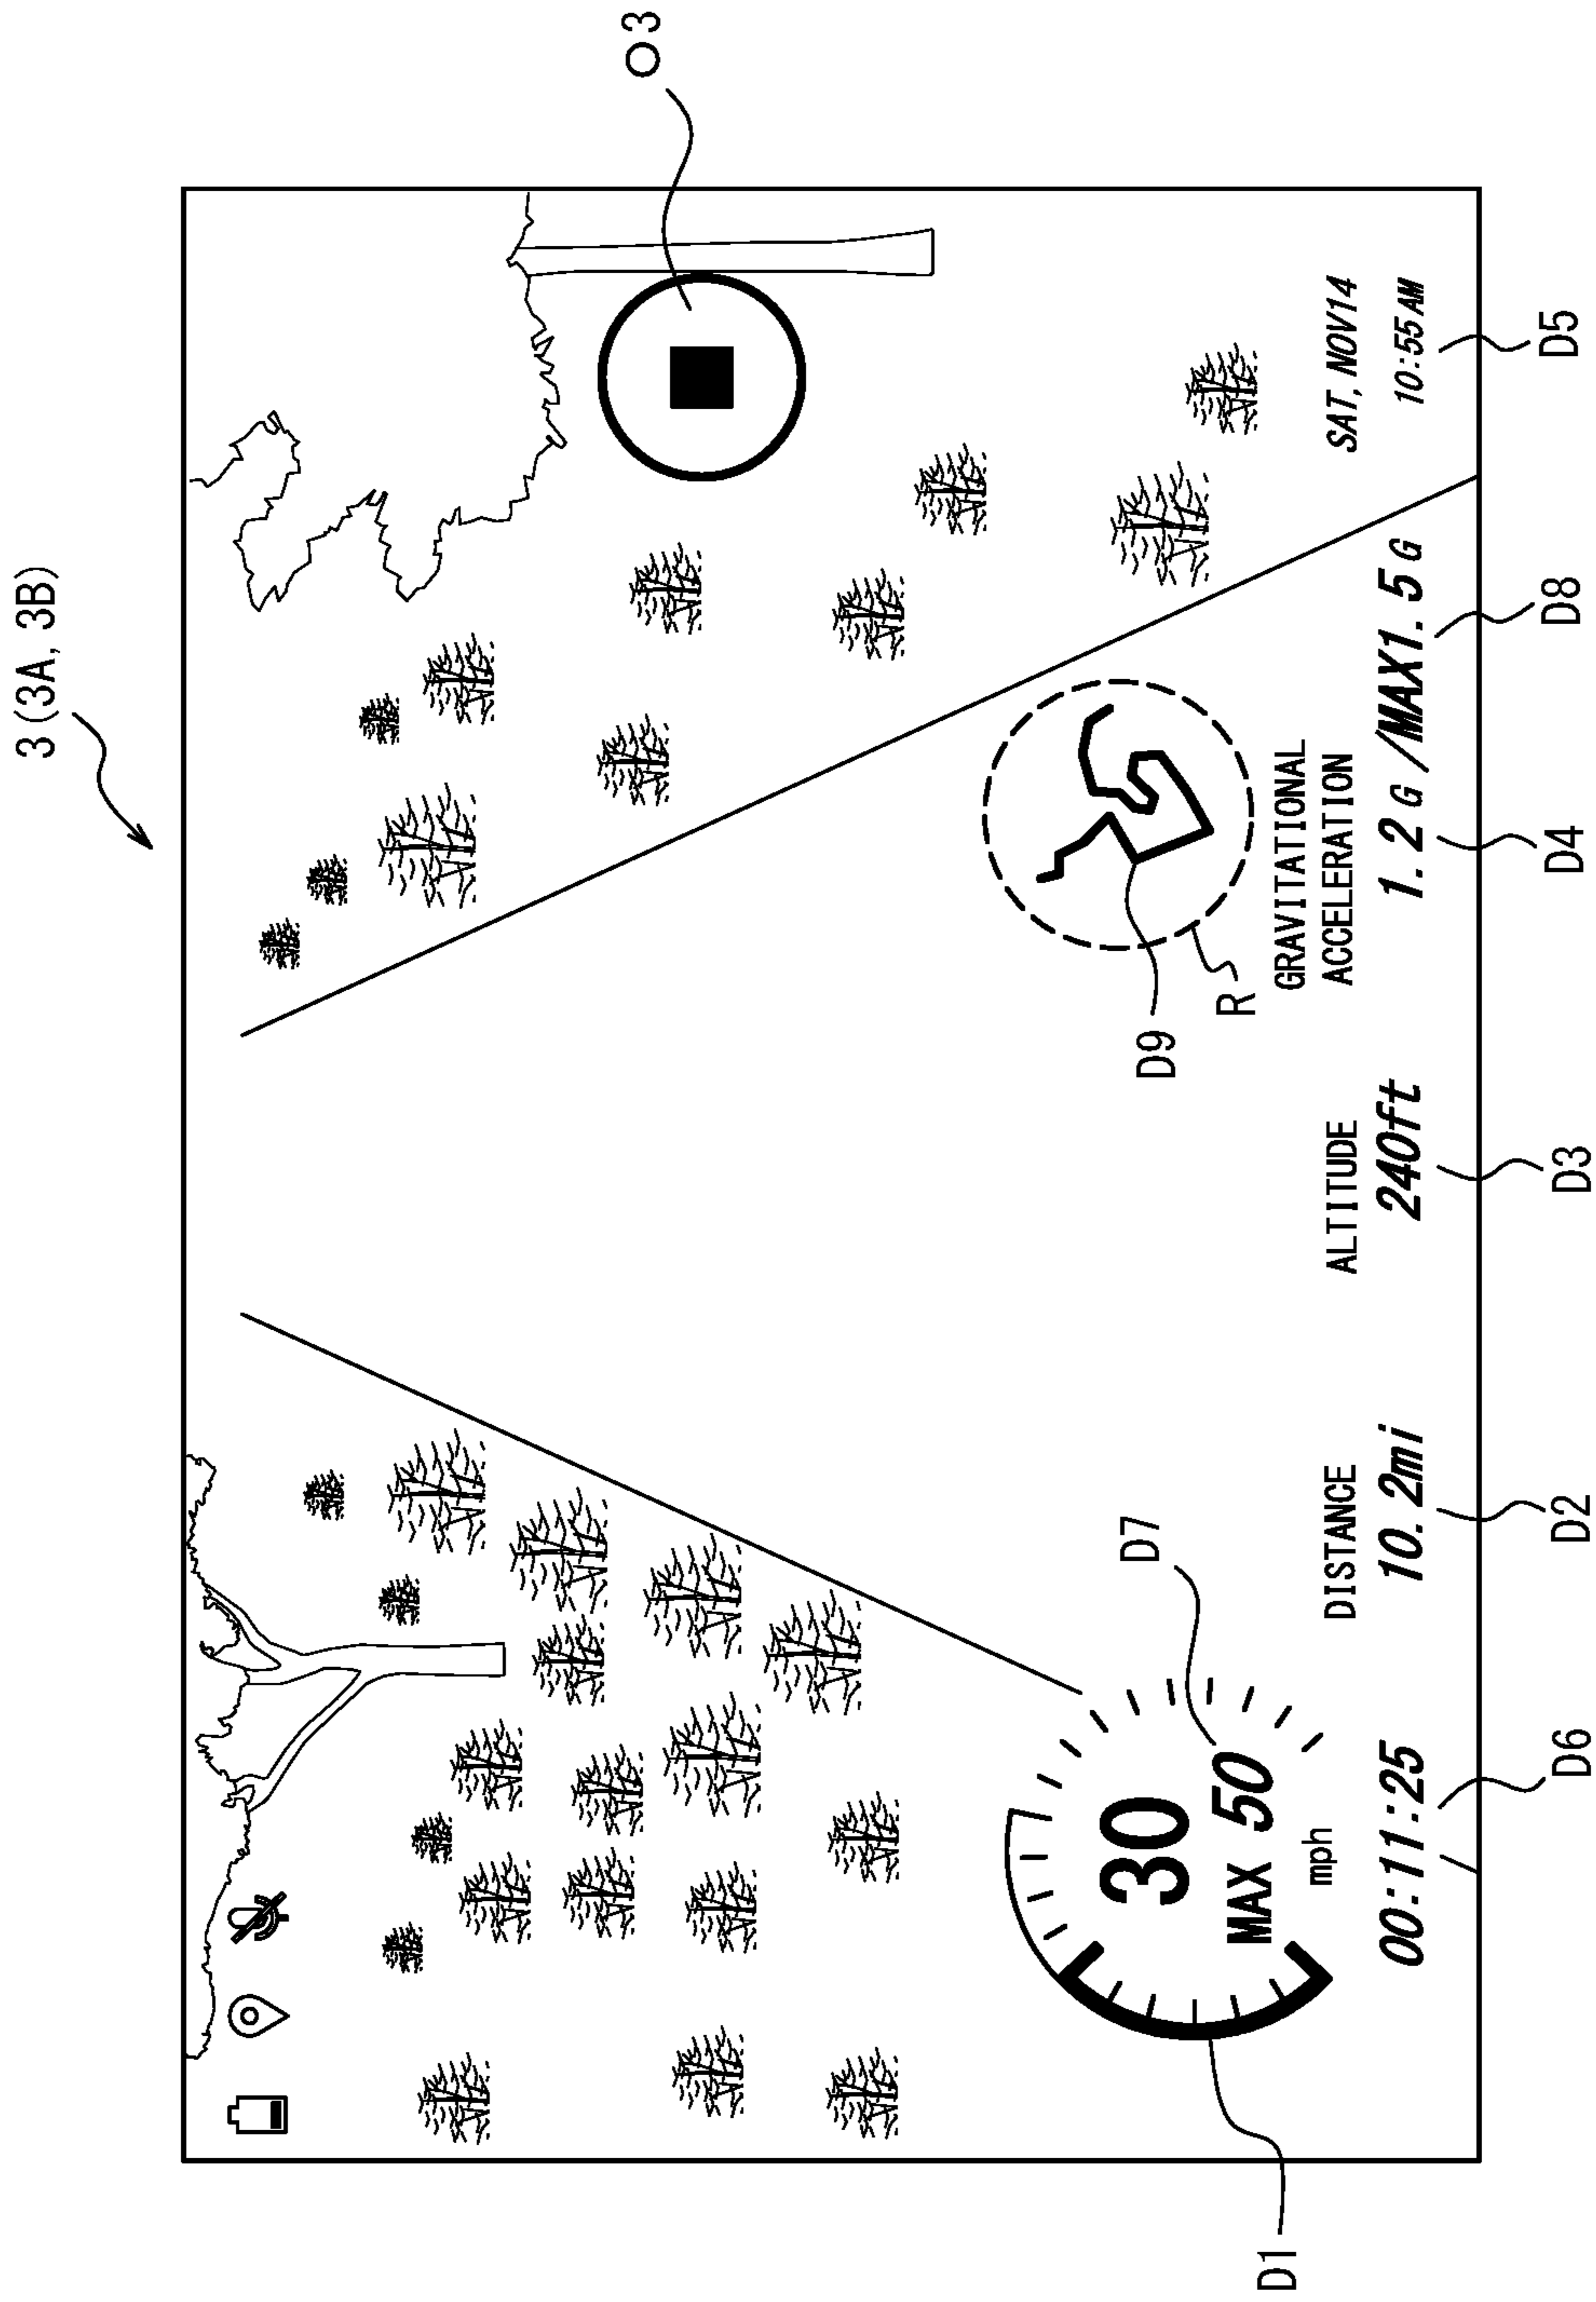 3 (3A, 3B)
O3
D9
R
D7
30
MAX 50
mph
D1
GRAVITATIONAL
ACCELERATION
DISTANCE
ALTITUDE
SAT, NOV14
00:11:25
10.2mi
240ft
1.2G/MAX1.5G
10:55AM
D6
D2
D3
D4
D8
D5